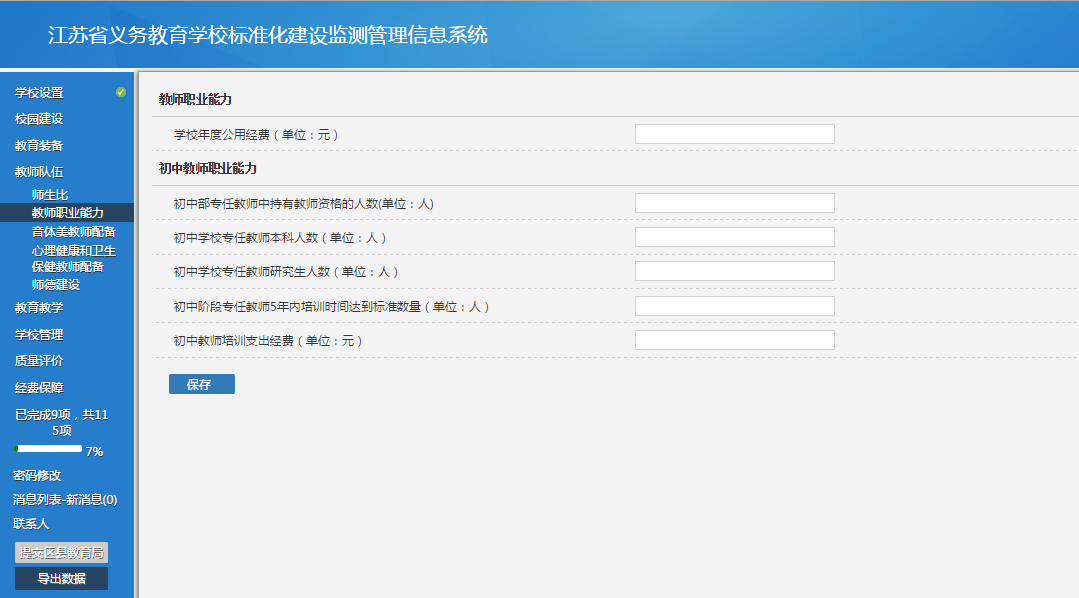 江苏省义务教育学校标准化建设监测管理信息系统
学校设置
校园建设
教育装备
教师队伍
师生比
教师职业能力
音体美教师配备
心理健康和卫生
保健教师配备
师德建设
教育教学
学校管理
质量评价
经费保障
已完成9项，共11
5项
7%
密码修改
消息列表-新消息(0)
联系人
提交区县教育局
导出数据
教师职业能力
学校年度公用经费（单位：元）
初中教师职业能力
初中部专任教师中持有教师资格的人数(单位：人)
初中学校专任教师本科人数（单位：人）
初中学校专任教师研究生人数（单位：人）
初中阶段专任教师5年内培训时间达到标准数量（单位：人）
初中教师培训支出经费（单位：元）
保存